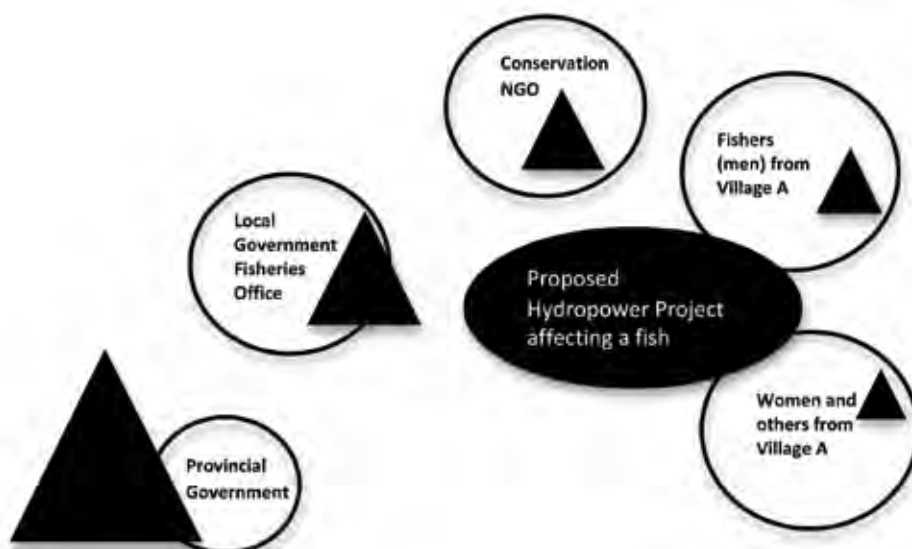 Conservation
NGO
Fishers
(men) from
Village A
Local
Government
Fisheries
Office
Proposed
Hydropower Project
affecting a fish
Women and
others from
Village A
Provincial
Government